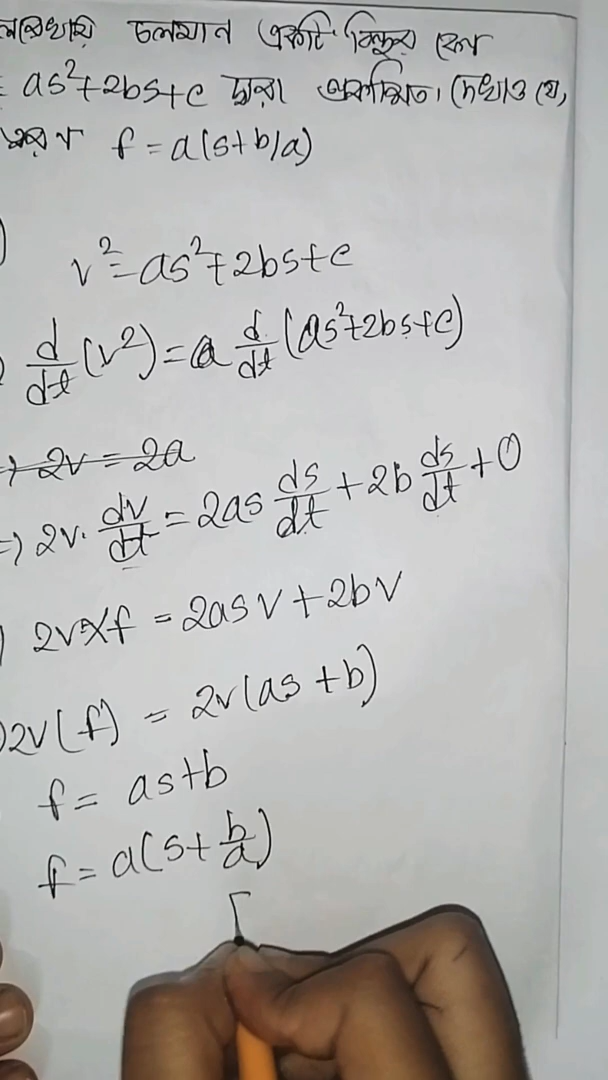 চলমান একটি বিন্দুর বেগ
= as²+2bs+c দ্বারা প্রকাশিত। দেখাও যে,
ত্বরণ f = a(s+b/a)
v² = as²+2bs+c
d/dt (v²) = a d/dt (as²+2bs+c)
⇒ 2v = 2a
⇒ 2v. dv/dt = 2as ds/dt + 2b ds/dt + 0
2v×f = 2asv+2bv
2v(f) = 2v(as+b)
f = as+b
f = a(s+b/a)